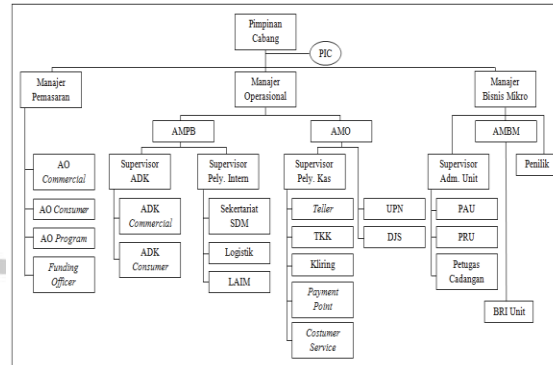 Pimpinan
Cabang
PIC
Manajer
Pemasaran
Manajer
Operasional
Manajer
Bisnis Mikro
AMPB
AMO
AMBM
Penilik
AO
Commercial
AO Consumer
AO Program
Funding
Officer
Supervisor
ADK
ADK
Commercial
ADK
Consumer
Supervisor
Pely. Intern
Sekertariat
SDM
Logistik
LAIM
Supervisor
Pely. Kas
Teller
TKK
Kliring
Payment
Point
Costumer
Service
UPN
DJS
Supervisor
Adm. Unit
PAU
PRU
Petugas
Cadangan
BRI Unit